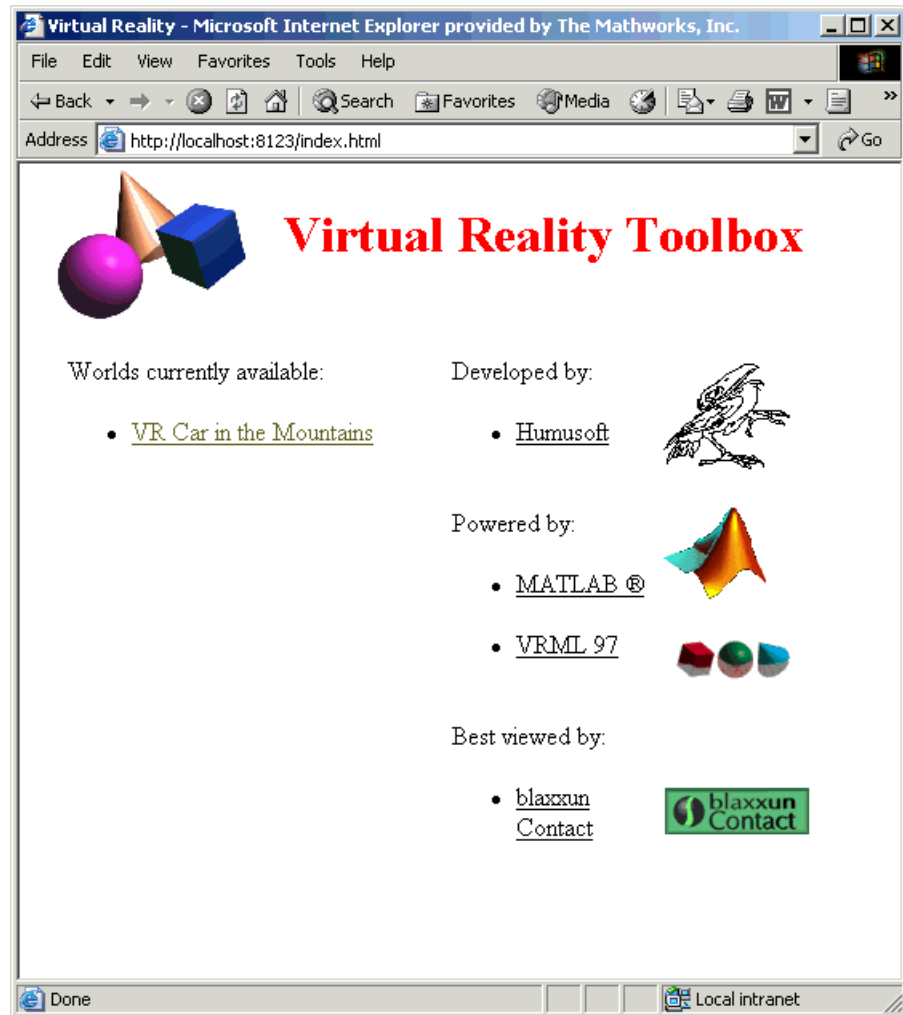 Virtual Reality - Microsoft Internet Explorer provided by The Mathworks, Inc.
File Edit View Favorites Tools Help
Back Search Favorites Media W »
Address http://localhost:8123/index.html Go
Virtual Reality Toolbox
Worlds currently available:
• VR Car in the Mountains
Developed by:
• Humusoft
Powered by:
• MATLAB ®
• VRML 97
Best viewed by:
• blaxxun
Contact
blaxxun
Contact
Done Local intranet